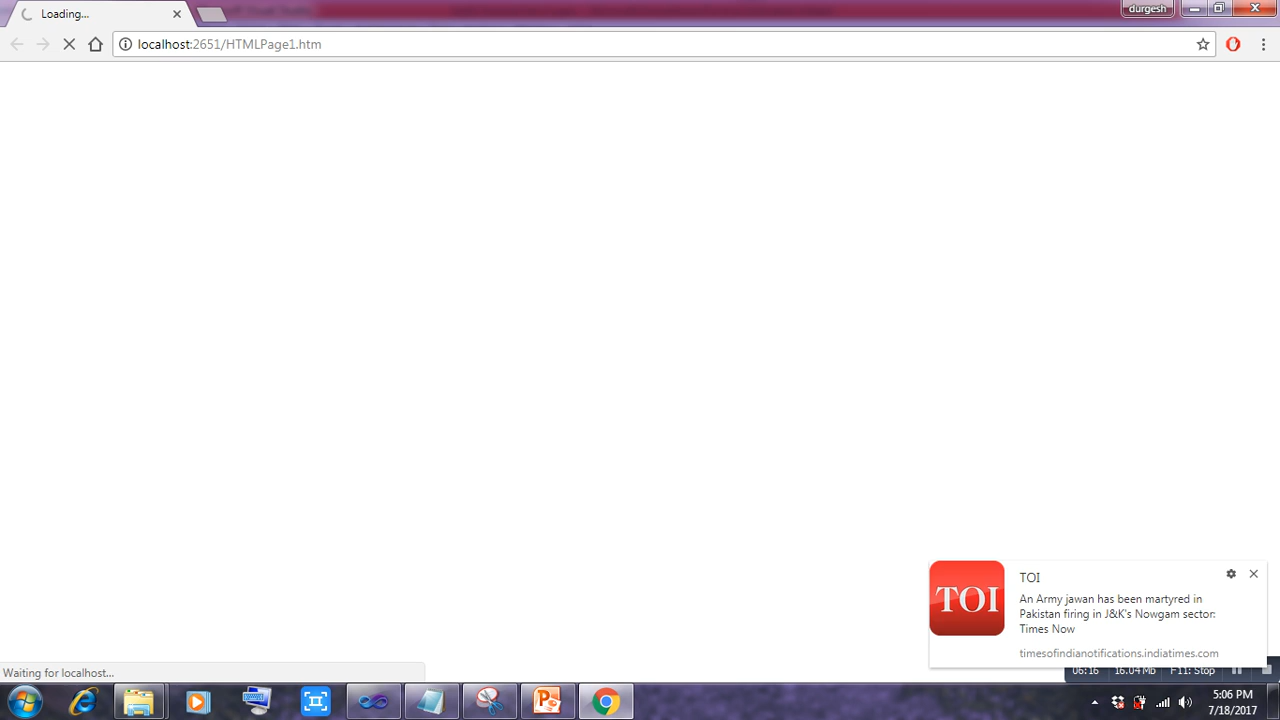 Loading...
durgesh
localhost:2651/HTMLPage1.htm
TOI
TOI
An Army jawan has been martyred in
Pakistan firing in J&K's Nowgam sector:
Times Now
timesofindianotifications.indiatimes.com
Waiting for localhost...
06:16 16.04 Mb F11: Stop
5:06 PM
7/18/2017